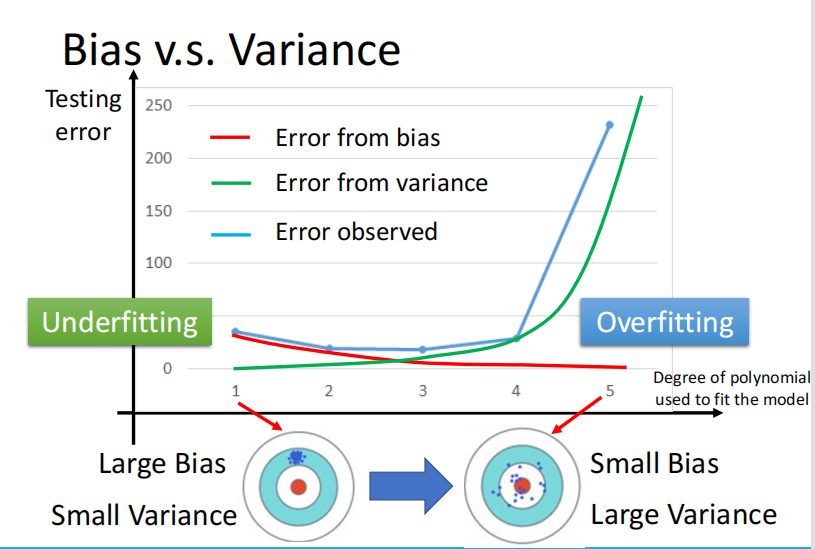 Bias v.s. Variance
Testing
error
250
200
150
100
0
Error from bias
Error from variance
Error observed
Underfitting
Overfitting
1 2 3 4 5
Degree of polynomial
used to fit the model
Large Bias
Small Variance
Small Bias
Large Variance